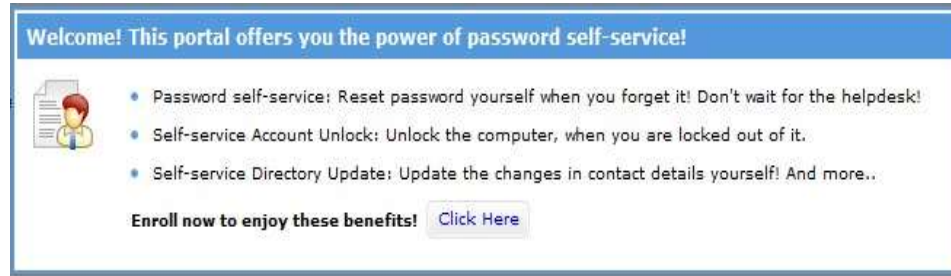 Welcome! This portal offers you the power of password self-service!
Password self-service: Reset password yourself when you forget it! Don't wait for the helpdesk!
Self-service Account Unlock: Unlock the computer, when you are locked out of it.
Self-service Directory Update: Update the changes in contact details yourself! And more..
Enroll now to enjoy these benefits! Click Here